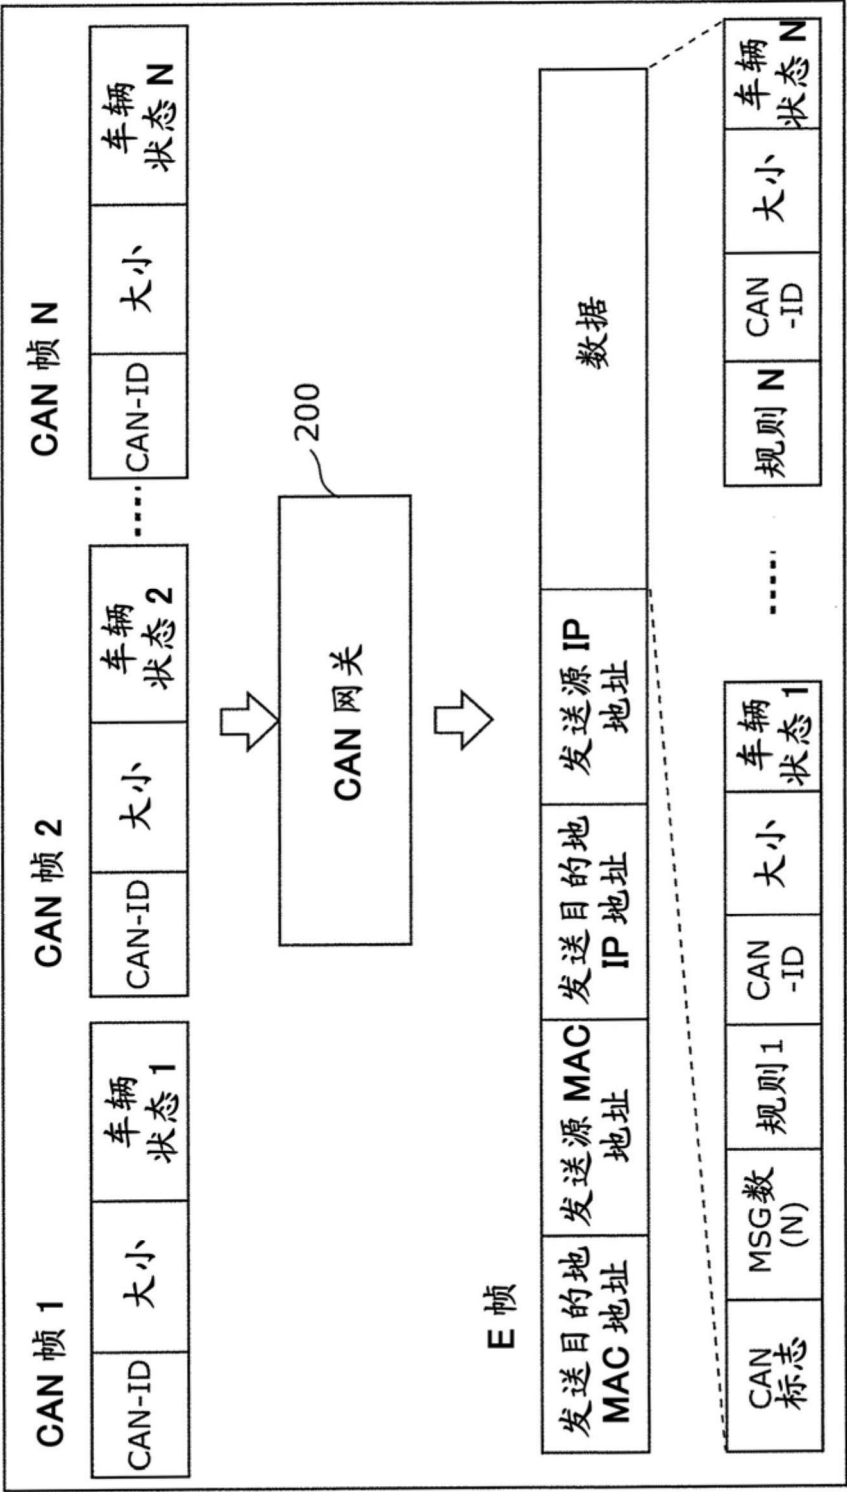 CAN 帧 1
CAN 帧 2
CAN 帧 N
CAN-ID
大小
车辆
状态 1
CAN-ID
大小
车辆
状态 2
CAN-ID
大小
车辆
状态 N
CAN 网关
200
E 帧
发送目的地
MAC 地址
发送源 MAC
地址
发送目的地
IP 地址
发送源 IP
地址
数据
CAN
标志
MSG数
(N)
规则 1
CAN
-ID
大小
车辆
状态 1
规则 N
CAN
-ID
大小
车辆
状态 N